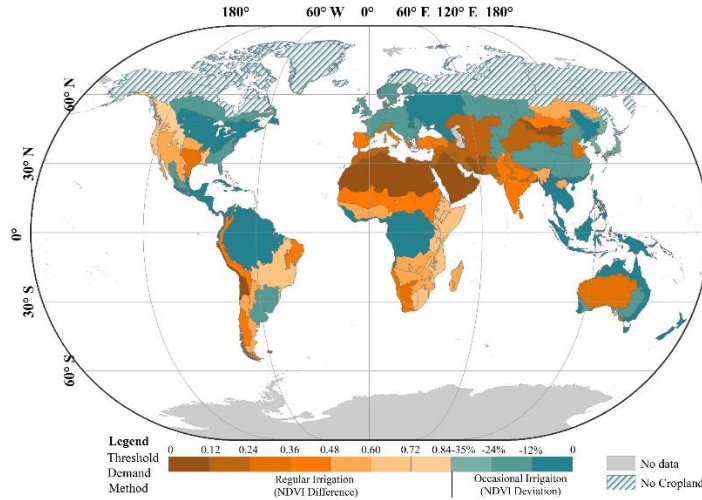 180° 60° W 0° 60° E 120° E 180°
60° N
30° N
0°
30° S
60° S
Legend
Threshold 0 0.12 0.24 0.36 0.48 0.60 0.72 0.84 -35% -24% -12% 0
Demand
Method
Regular Irrigation Occasional Irrigaiton
(NDVI Difference) (NDVI Deviation)
No data
No Cropland